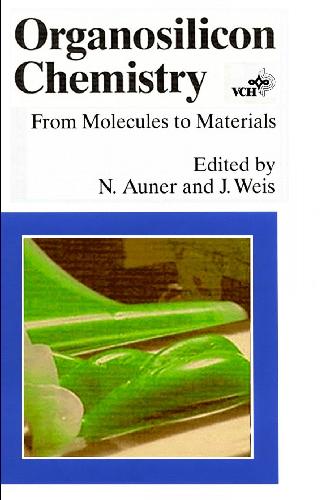 Organosilicon
Chemistry
VCH
From Molecules to Materials
Edited by
N. Auner and J. Weis